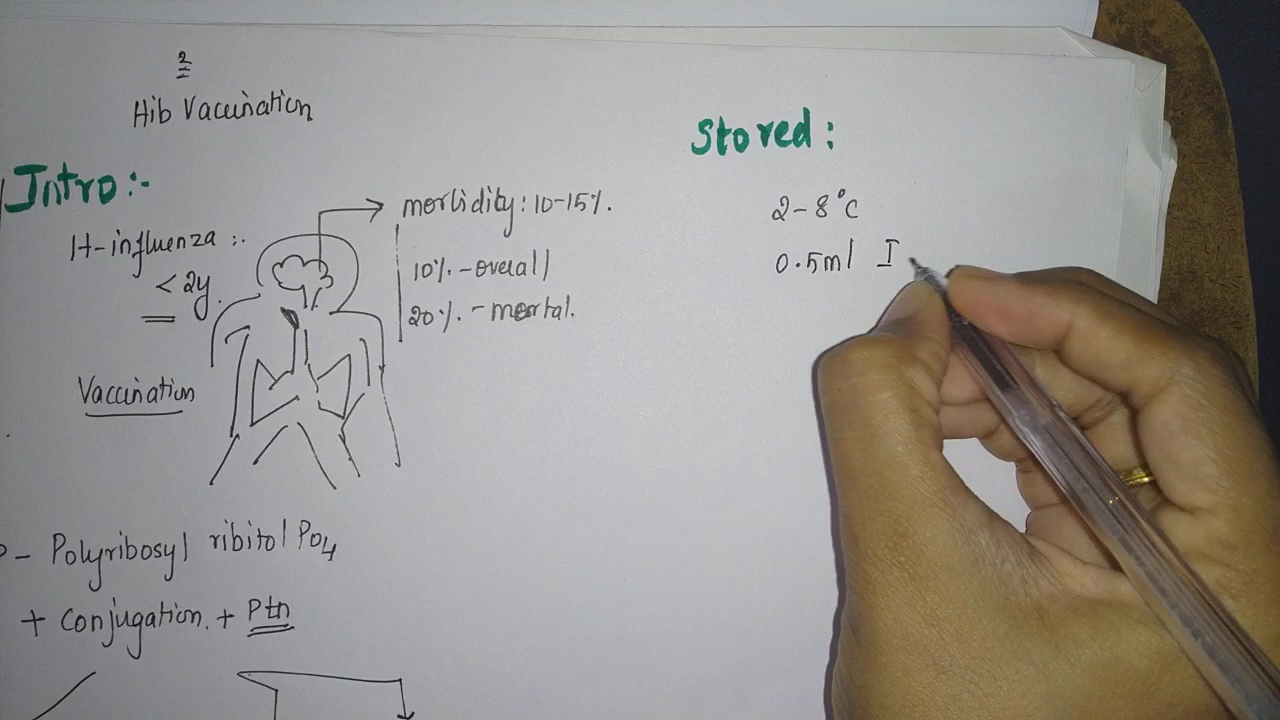 2
Hib Vaccination
Intro:-
H-influenza :.
< 2y.
Vaccination
morbidity: 10-15%.
10%. - overall
20%. - mortal.
P - Polyribosyl ribitol PO4
+ Conjugation. + Ptn
Stored:
2-8°C
0.5ml I